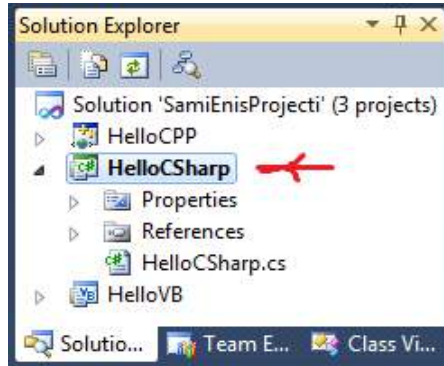 Solution Explorer
Solution 'SamiEnisProjecti' (3 projects)
HelloCPP
HelloCSharp
Properties
References
HelloCSharp.cs
HelloVB
Solutio... Team E... Class Vi...